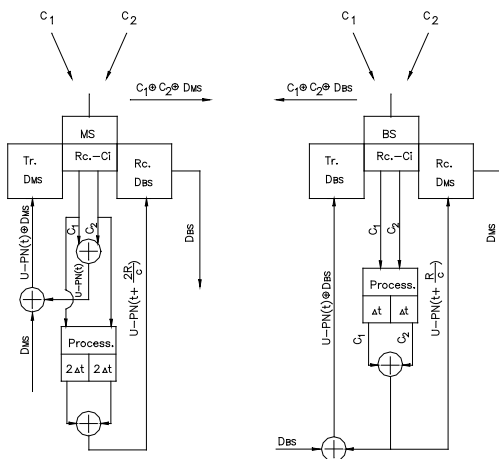 C1 C2
C1⊕C2⊕DMS
MS
Tr.
DMS
Rc.-Ci
Rc.
DBS
C1
C2
U-PN(t)⊕DMS
U-PN(t)
DMS
Process.
2Δt 2Δt
U-PN(t+2R/c)
DBS
C1 C2
C1⊕C2⊕DBS
BS
Tr.
DBS
Rc.-Ci
Rc.
DMS
C1
C2
U-PN(t)⊕DBS
Process.
Δt Δt
C1
C2
U-PN(t+R/c)
DMS
DBS